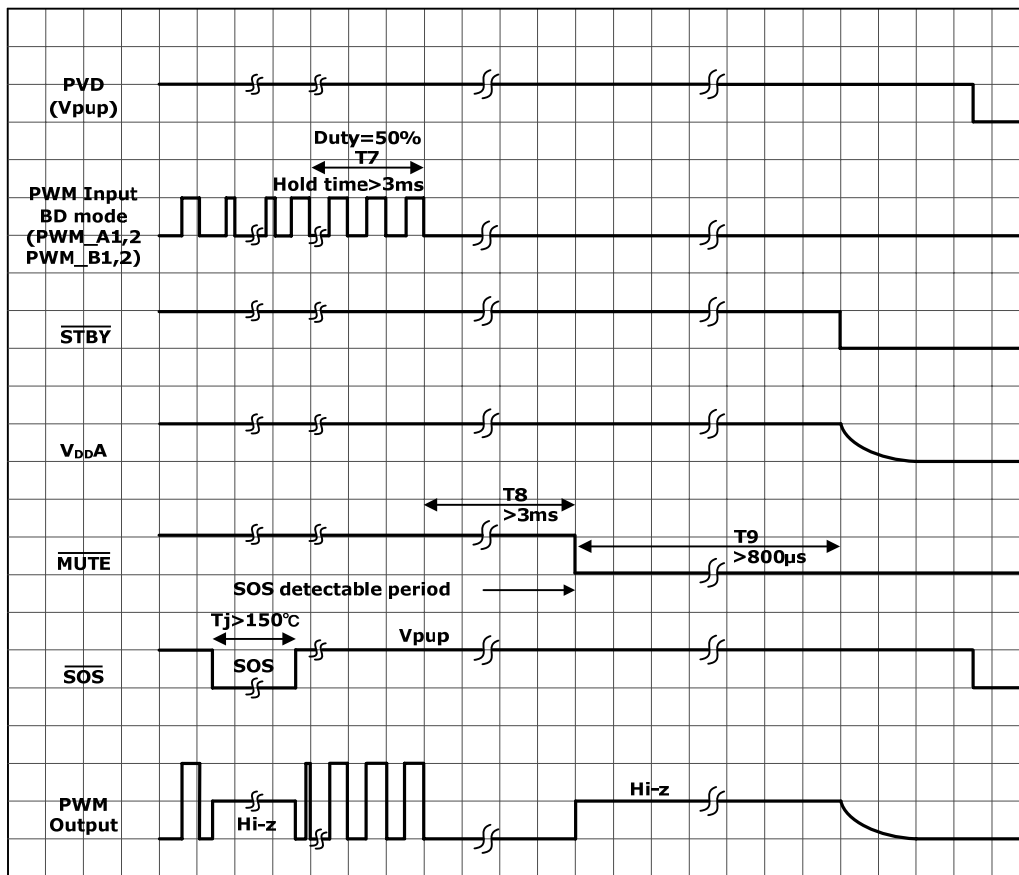 PVD
(Vpup)
Duty=50%
T7
Hold time>3ms
PWM Input
BD mode
(PWM_A1,2
PWM_B1,2)
STBY
VDDA
T8
>3ms
T9
>800µs
MUTE
SOS detectable period
Tj>150℃
Vpup
SOS
SOS
Hi-z
PWM
Output
Hi-z